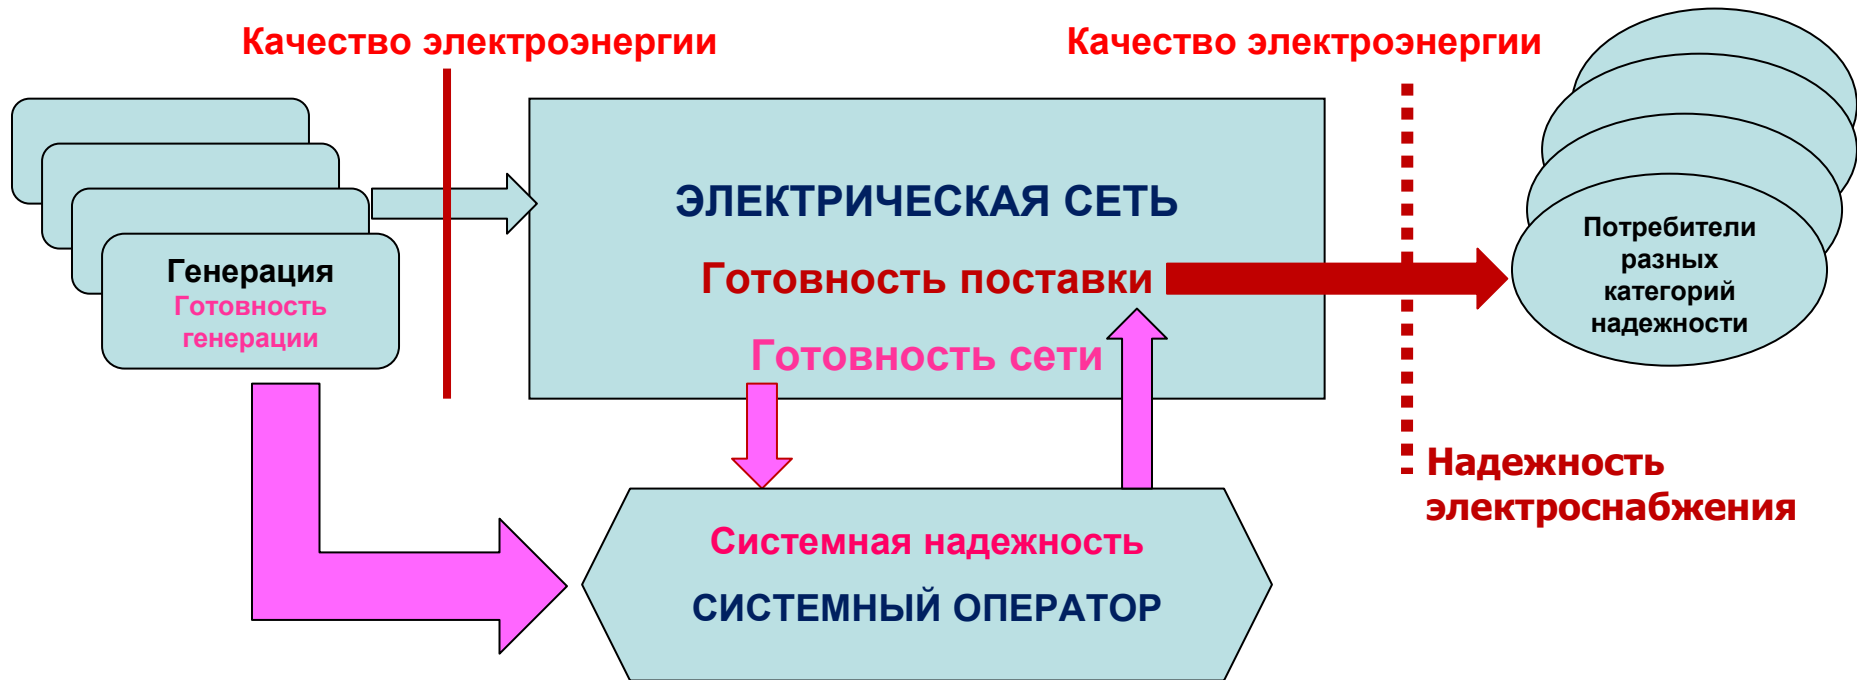 Качество электроэнергии
Качество электроэнергии
Генерация
Готовность
генерации
ЭЛЕКТРИЧЕСКАЯ СЕТЬ
Готовность поставки
Готовность сети
Потребители
разных
категорий
надежности
Надежность
электроснабжения
Системная надежность
СИСТЕМНЫЙ ОПЕРАТОР